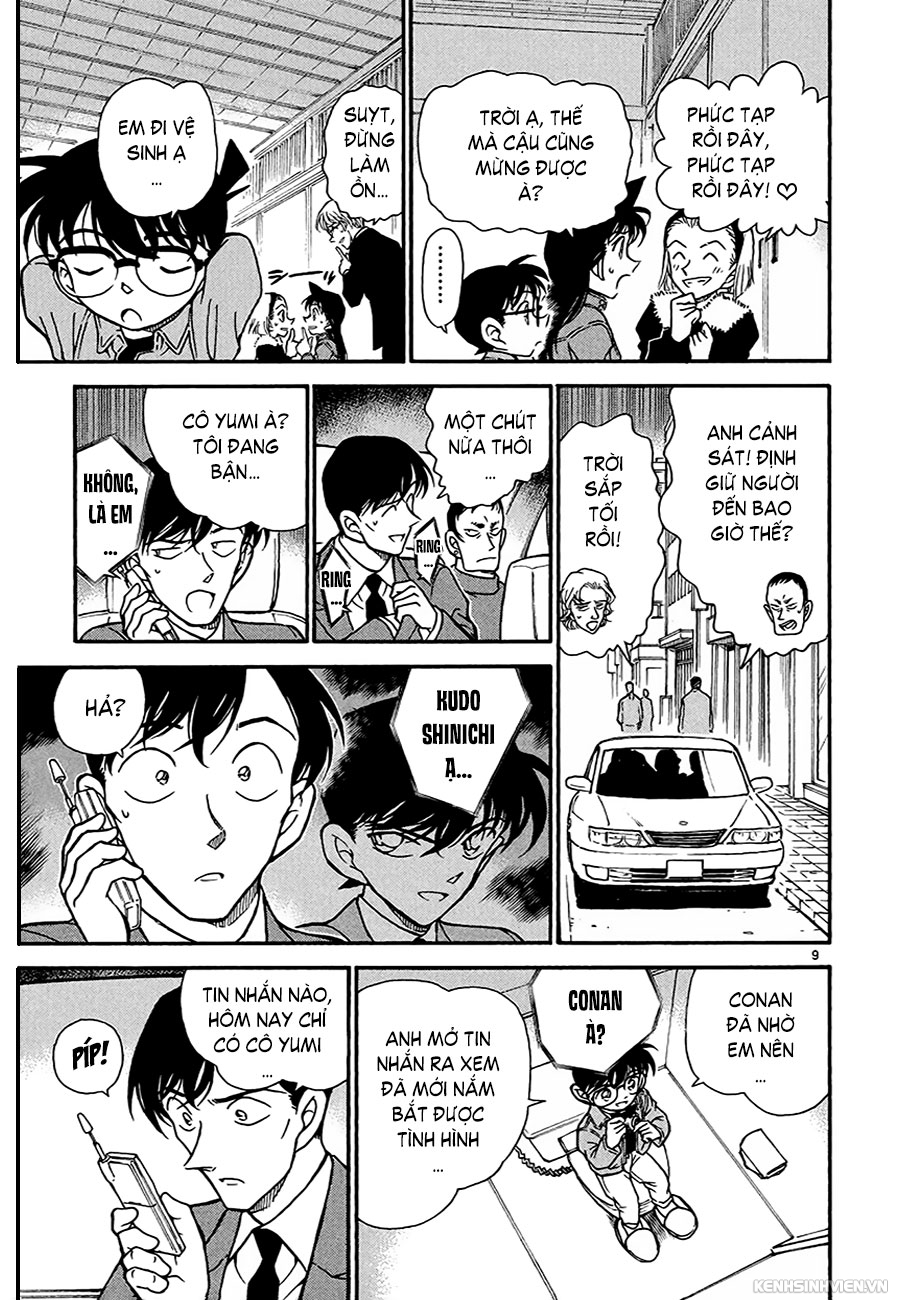 PHỨC TẠP
RỒI ĐÂY,
PHỨC TẠP
RỒI ĐÂY! ♡
TRỜI Ạ, THẾ
MÀ CẬU CŨNG
MỪNG ĐƯỢC
À?
.........
SUYT,
ĐỪNG
LÀM
ỒN...
EM ĐI VỆ
SINH Ạ
...
ANH CẢNH
SÁT! ĐỊNH
GIỮ NGƯỜI
ĐẾN BAO
GIỜ THẾ?
TRỜI
SẮP
TỐI
RỒI!
MỘT CHÚT
NỮA THÔI
...
RING
...
RING
...
CÔ YUMI À?
TÔI ĐANG
BẬN...
KHÔNG,
LÀ EM
...
KUDO
SHINICHI
Ạ...
HẢ?
9
CONAN
ĐÃ NHỜ
EM NÊN
...
CONAN
À?
ANH MỞ TIN
NHẮN RA XEM
ĐÃ MỚI NẮM
BẮT ĐƯỢC
TÌNH HÌNH
...
TIN NHẮN NÀO,
HÔM NAY CHỈ
CÓ CÔ YUMI
...
PÍP!
KENHSINHVIEN.VN